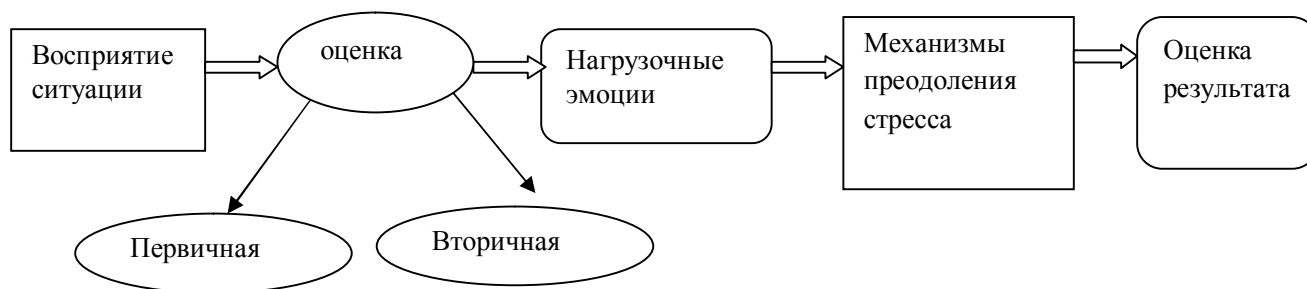 Восприятие
ситуации
оценка
Нагрузочные
эмоции
Механизмы
преодоления
стресса
Оценка
результата
Первичная
Вторичная